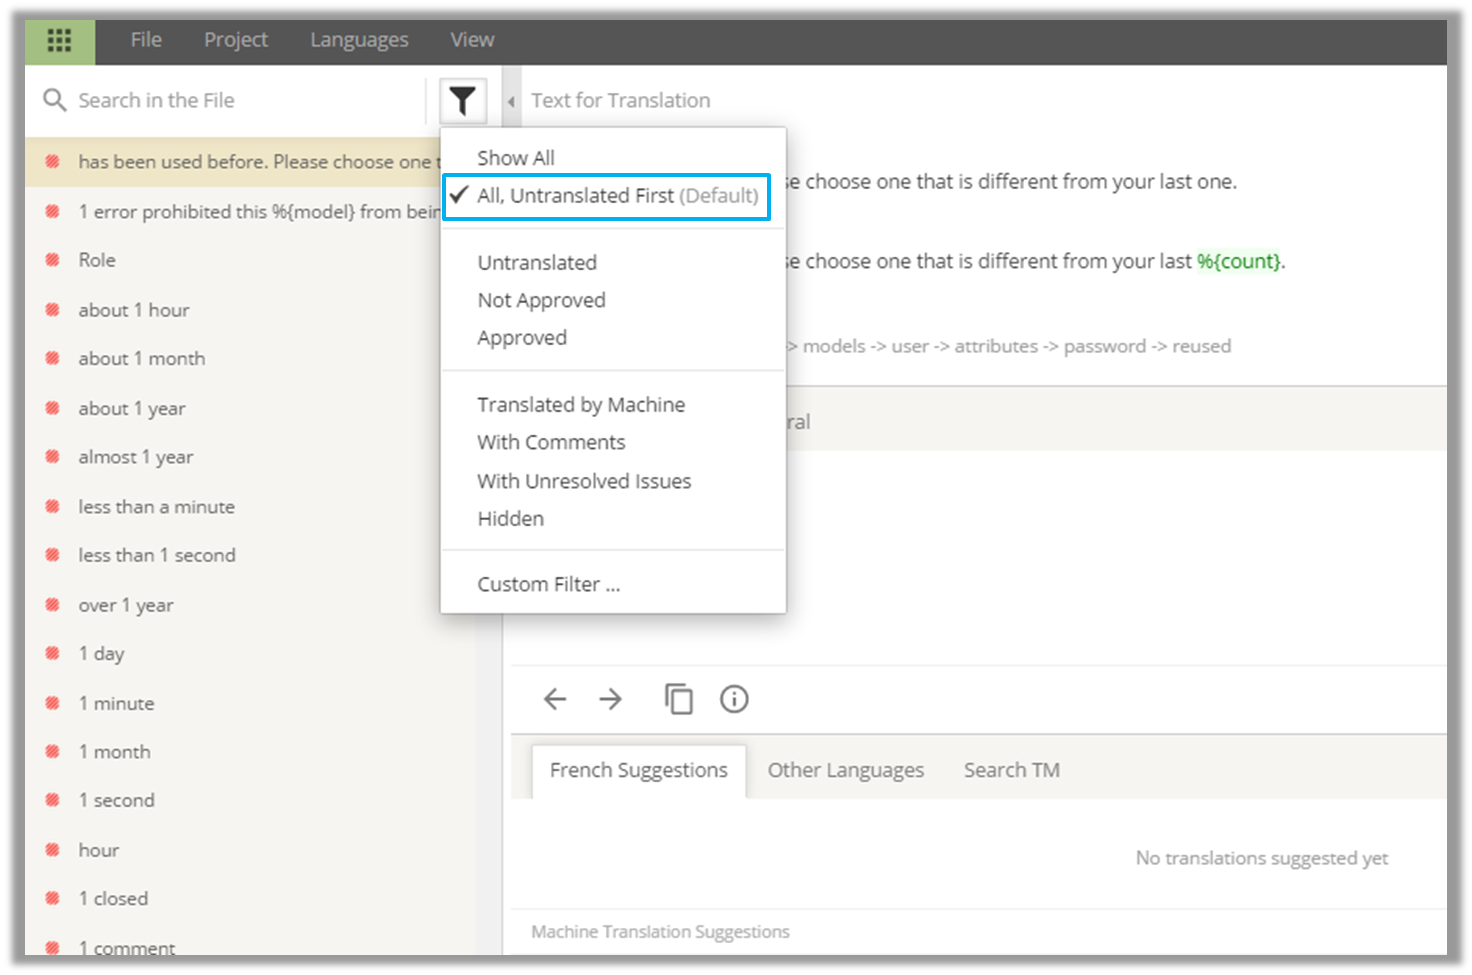 File Project Languages View
Search in the File
Text for Translation
has been used before. Please choose one
1 error prohibited this %{model} from
Role
about 1 hour
about 1 month
about 1 year
almost 1 year
less than a minute
less than 1 second
over 1 year
1 day
1 minute
1 month
1 second
hour
1 closed
1 comment
Show All
All, Untranslated First (Default)
Untranslated
Not Approved
Approved
Translated by Machine
With Comments
With Unresolved Issues
Hidden
Custom Filter ...
choose one that is different from your last one.
choose one that is different from your last %{count}.
-> models -> user -> attributes -> password -> reused
French Suggestions Other Languages Search TM
No translations suggested yet
Machine Translation Suggestions